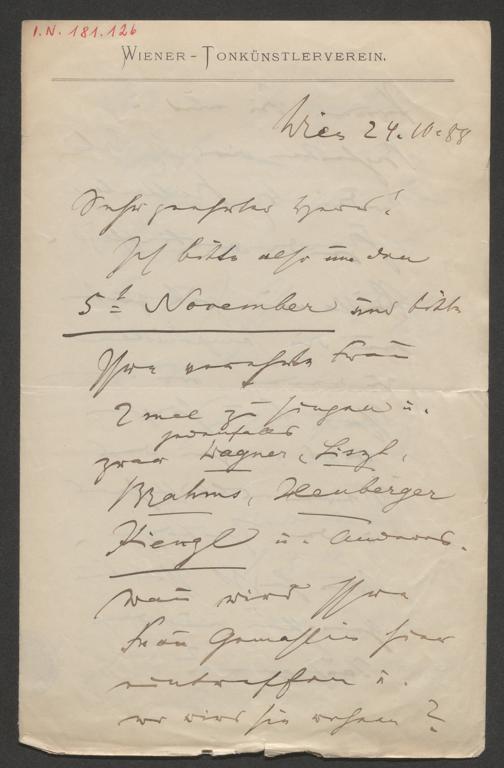 I.N. 181.126
WIENER-TONKÜNSTLERVEREIN.
Wien 24.10.88
Sehr geehrter Herr!
Ich bitte also um den
5t November und bitte
Ihre verehrte Frau
2 mal zu singen u.
jedenfalls
zwar Wagner, Liszt,
Brahms, Heuberger
Kienzl u. Anderes.
Wan wird Ihre
Frau Gemahlin hier
eintreffen u.
wo wird sie wohnen?